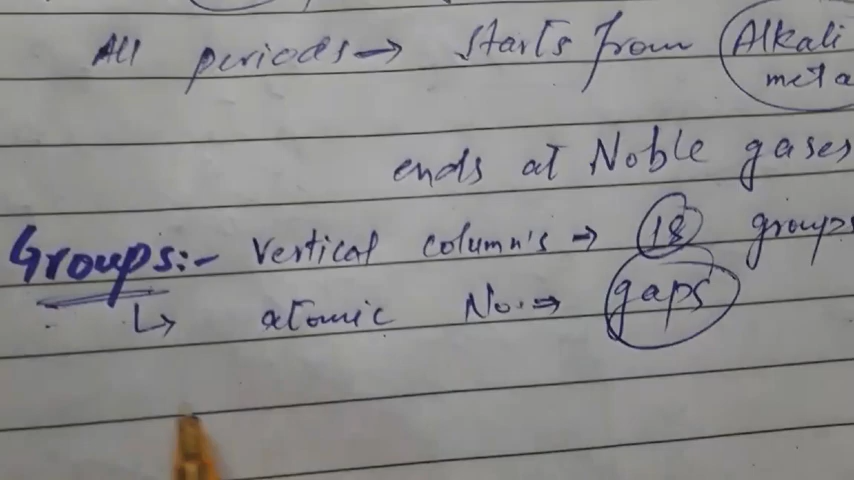 All periods → starts from Alkali
meta
ends at Noble gases
Groups:- vertical column's → 18 groups
↳ atomic No. ⇒ gaps